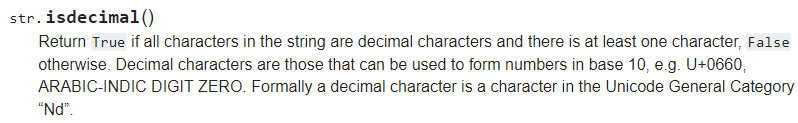 str.isdecimal()
Return True if all characters in the string are decimal characters and there is at least one character, False
otherwise. Decimal characters are those that can be used to form numbers in base 10, e.g. U+0660,
ARABIC-INDIC DIGIT ZERO. Formally a decimal character is a character in the Unicode General Category
“Nd”.